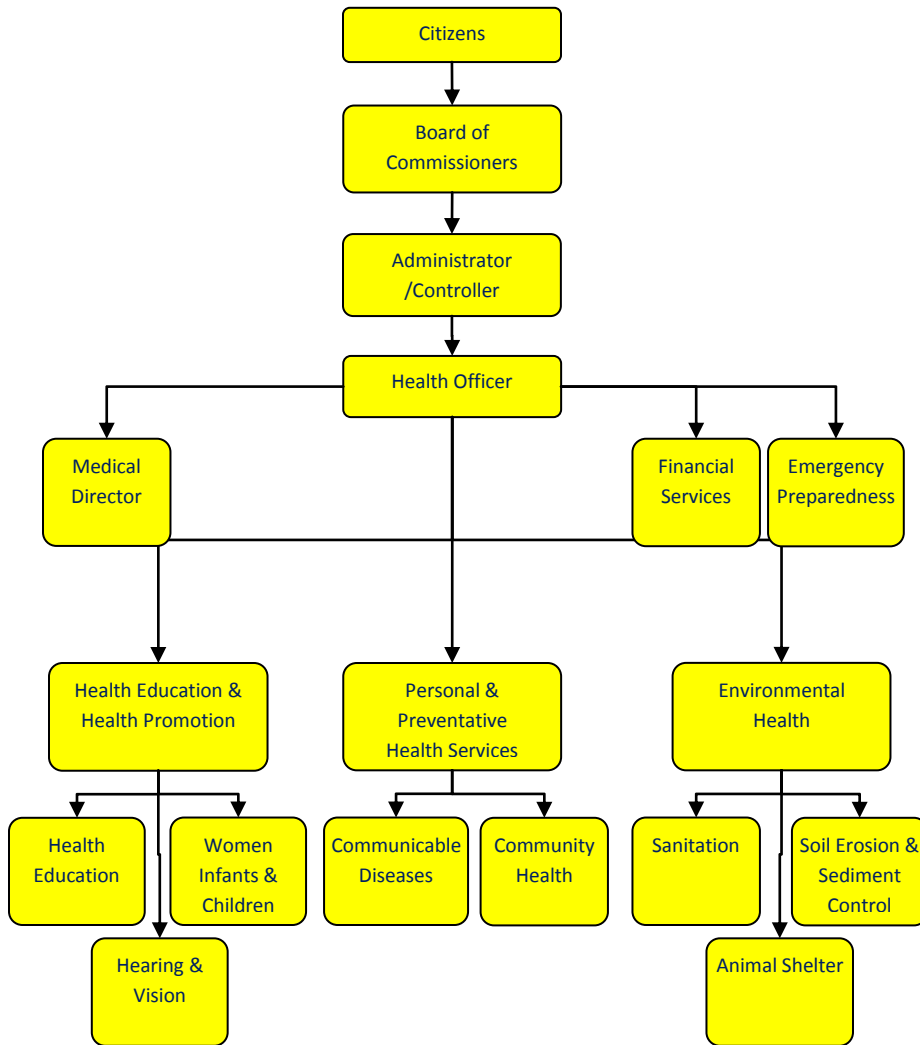 Citizens
Board of
Commissioners
Administrator
/Controller
Health Officer
Medical
Director
Financial
Services
Emergency
Preparedness
Health Education &
Health Promotion
Personal &
Preventative
Health Services
Environmental
Health
Health
Education
Women
Infants &
Children
Communicable
Diseases
Community
Health
Sanitation
Soil Erosion &
Sediment
Control
Hearing &
Vision
Animal Shelter